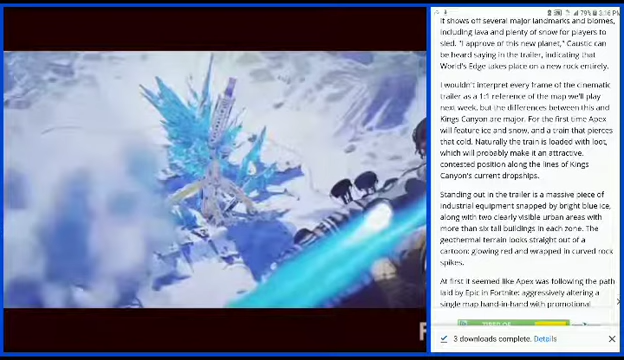 79% 3:16 PM
It shows off several major landmarks and biomes,
including lava and plenty of snow for players to
sled. "I approve of this new planet," Caustic can
be heard saying in the trailer, indicating that
World's Edge takes place on a new rock entirely.
I wouldn't interpret every frame of the cinematic
trailer as a 1:1 reference of the map we'll play
next week, but the differences between this and
Kings Canyon are major. For the first time Apex
will feature ice and snow, and a train that pierces
that cold. Naturally the train is loaded with loot,
which will probably make it an attractive,
contested position along the lines of Kings
Canyon's current dropships.
Standing out in the trailer is a massive piece of
industrial equipment snapped by bright blue ice,
along with two clearly visible urban areas with
more than six tall buildings in each zone. The
geothermal terrain looks straight out of a
cartoon: glowing red and wrapped in curved rock
spikes.
At first it seemed like Apex was following the path
laid by Epic in Fortnite: aggressively altering a
single map hand-in-hand with promotional
3 downloads complete. Details